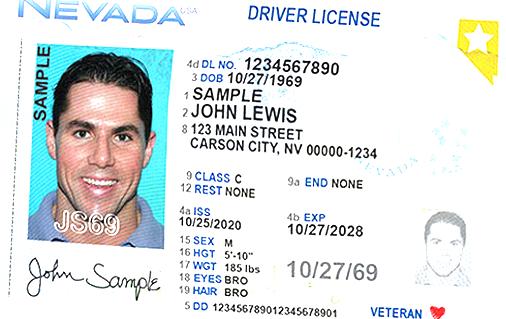 NEVADA USA
DRIVER LICENSE
SAMPLE
4d DL NO. 1234567890
3 DOB 10/27/1969
1 SAMPLE
2 JOHN LEWIS
8 123 MAIN STREET
CARSON CITY, NV 00000-1234
9 CLASS C 9a END NONE
12 REST NONE
4a ISS 4b EXP
10/25/2020 10/27/2028
15 SEX M
16 HGT 5'-10"
17 WGT 185 lbs 10/27/69
18 EYES BRO
19 HAIR BRO
5 DD 12345678901234578901
JS69
John Sample
VETERAN
NEVADA